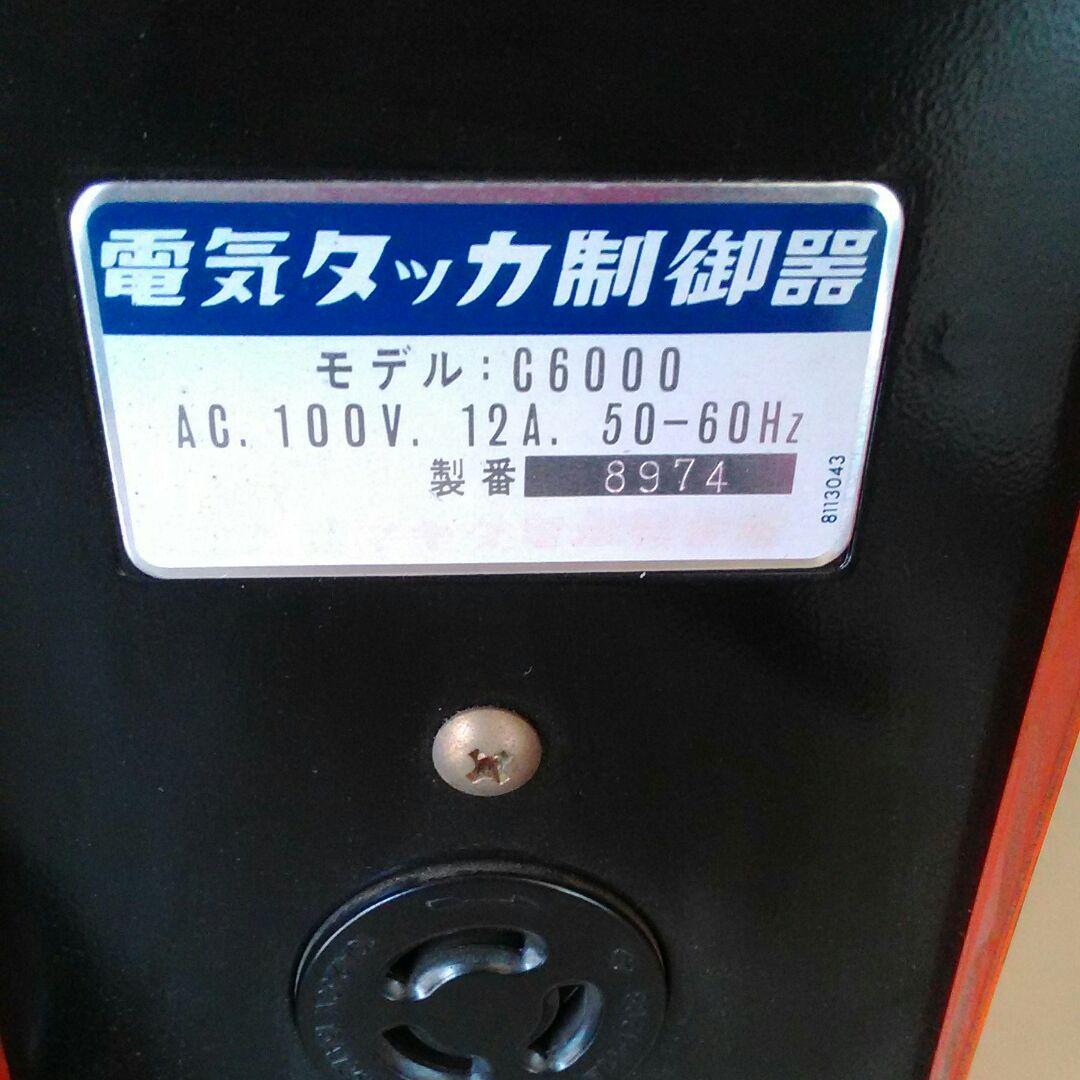 電気タッカ制御器
モデル:C6000
AC. 100V. 12A. 50-60Hz
製番 8974
8113043